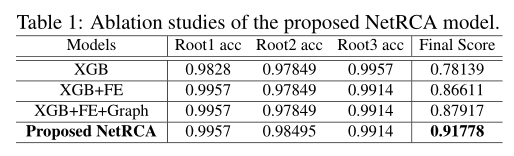 Table 1: Ablation studies of the proposed NetRCA model.
Models Root1 acc Root2 acc Root3 acc Final Score
XGB 0.9828 0.97849 0.9957 0.78139
XGB+FE 0.9957 0.97849 0.9914 0.86611
XGB+FE+Graph 0.9957 0.97849 0.9914 0.87917
Proposed NetRCA 0.9957 0.98495 0.9914 0.91778